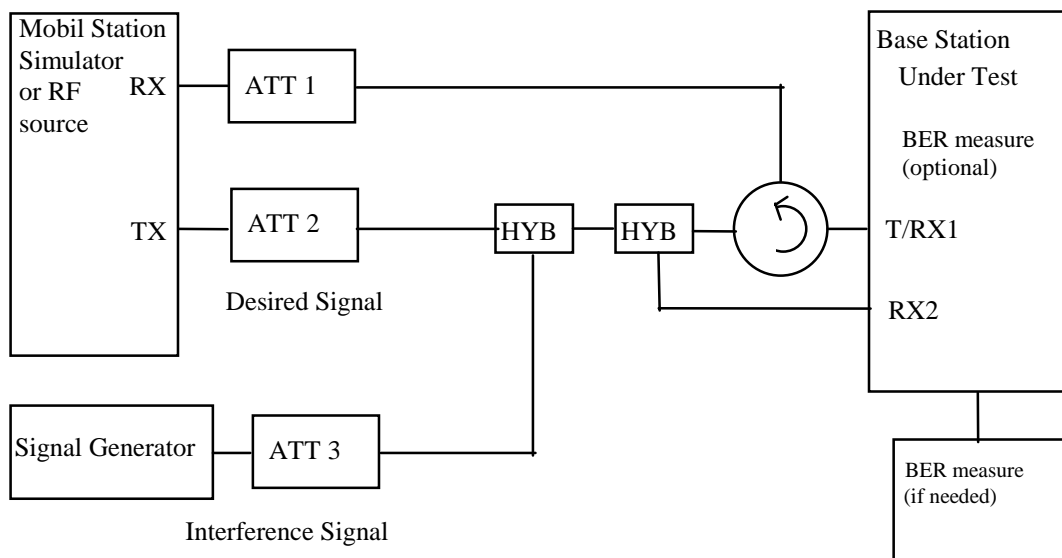 Mobil Station
Simulator
or RF
source
RX
TX
ATT 1
ATT 2
Desired Signal
HYB
HYB
Base Station
Under Test
BER measure
(optional)
T/RX1
RX2
Signal Generator
ATT 3
Interference Signal
BER measure
(if needed)